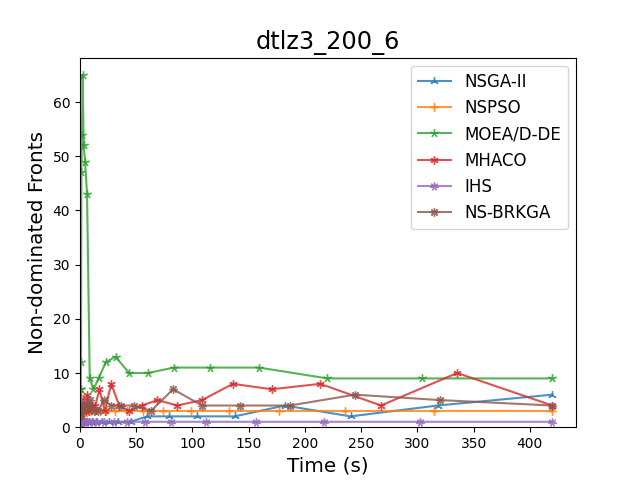 dtlz3_200_6
Non-dominated Fronts
60
50
40
30
20
10
0
0 50 100 150 200 250 300 350 400
Time (s)
NSGA-II
NSPSO
MOEA/D-DE
MHACO
IHS
NS-BRKGA